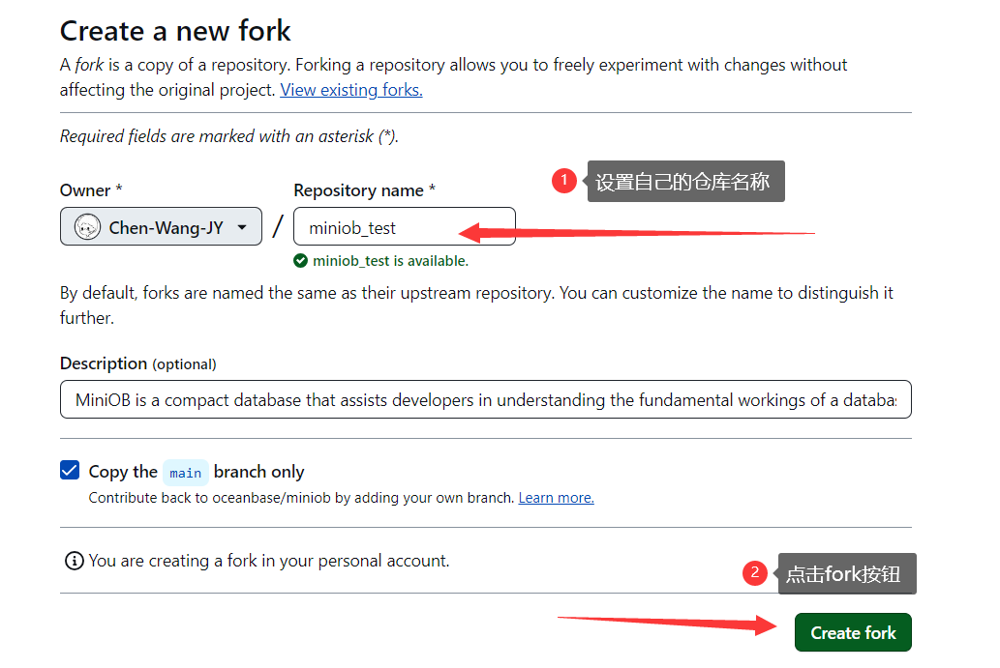 Create a new fork
A fork is a copy of a repository. Forking a repository allows you to freely experiment with changes without
affecting the original project. View existing forks.
Required fields are marked with an asterisk (*).
1 设置自己的仓库名称
Owner * Repository name *
Chen-Wang-JY / miniob_test
miniob_test is available.
By default, forks are named the same as their upstream repository. You can customize the name to distinguish it
further.
Description (optional)
MiniOB is a compact database that assists developers in understanding the fundamental workings of a databa
Copy the main branch only
Contribute back to oceanbase/miniob by adding your own branch. Learn more.
You are creating a fork in your personal account.
2 点击fork按钮
Create fork